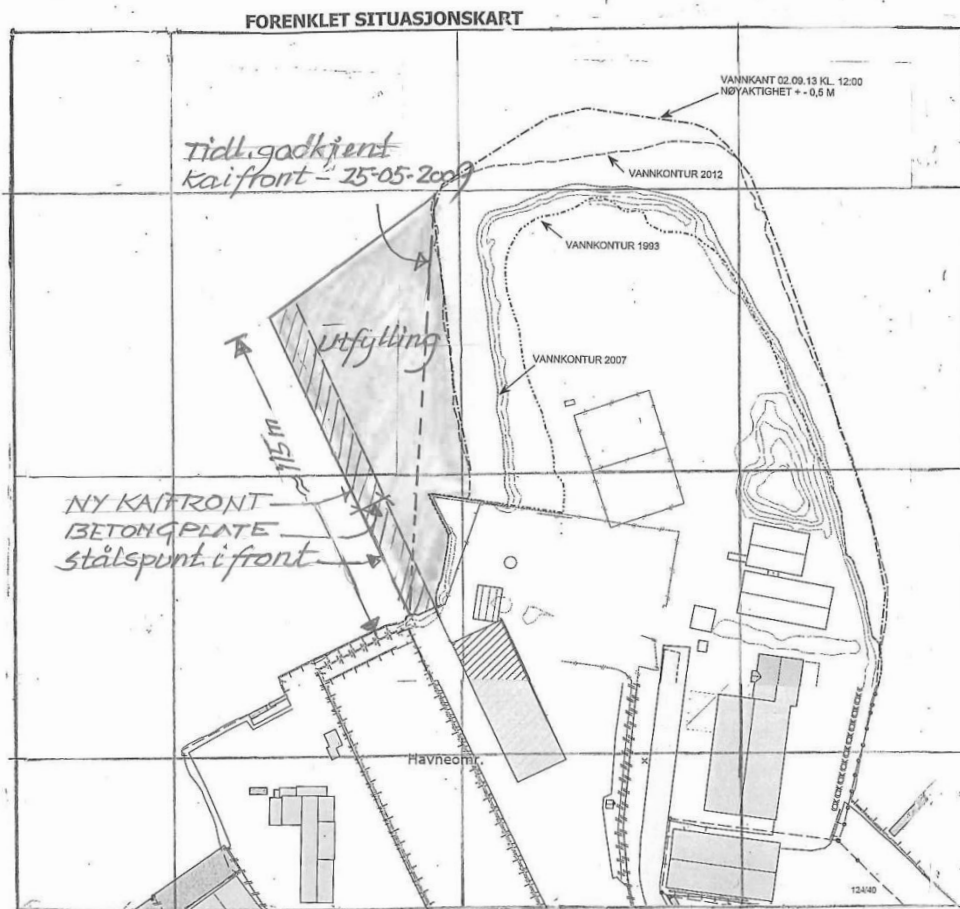 FORENKLET SITUASJONSKART
VANNKANT 02.09.13 KL. 12:00
NØYAKTIGHET + - 0,5 M
Tidl. godkjent
kaifront - 25-05-2009
VANNKONTUR 2012
VANNKONTUR 1993
utfylling
VANNKONTUR 2007
~115m
NY KAIFRONT
BETONGPLATE
stålspunt i front
Havneomr.
124/40